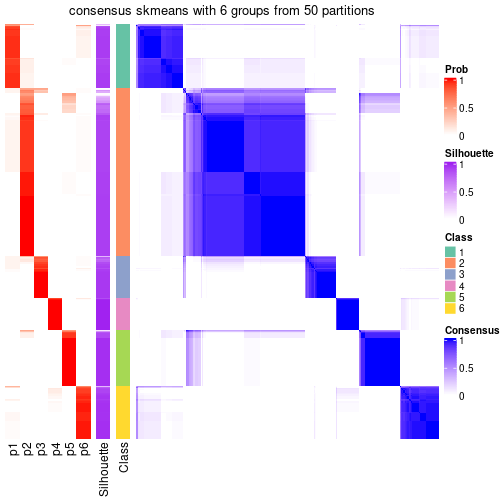 consensus skmeans with 6 groups from 50 partitions
Prob
1
0.5
0
Silhouette
1
0.5
0
Class
1
2
3
4
5
6
Consensus
1
0.5
0
p1
p2
p3
p4
p5
p6
Silhouette
Class